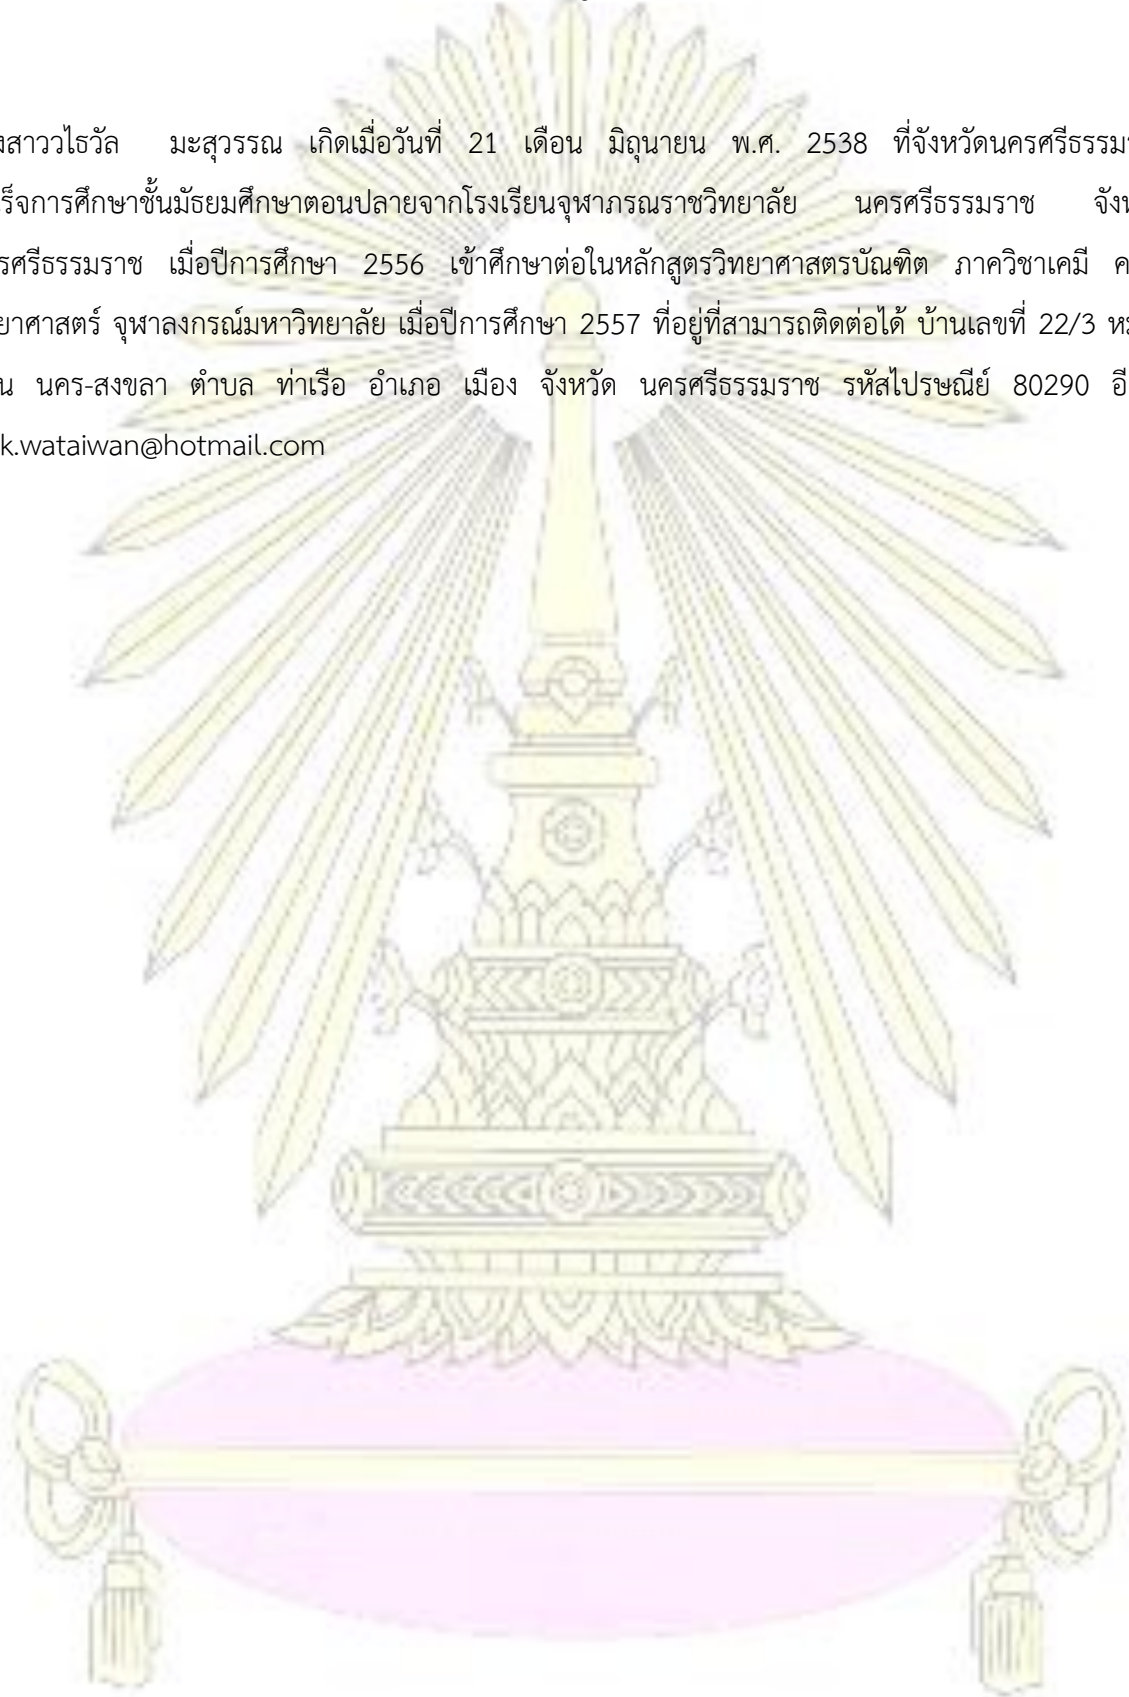 งสาววไธวัล มะสุวรรณ เกิดเมื่อวันที่ 21 เดือน มิถุนายน พ.ศ. 2538 ที่จังหวัดนครศรีธรรมร
ร็จการศึกษาชั้นมัธยมศึกษาตอนปลายจากโรงเรียนจุฬาภรณราชวิทยาลัย นครศรีธรรมราช จังห
รศรีธรรมราช เมื่อปีการศึกษา 2556 เข้าศึกษาต่อในหลักสูตรวิทยาศาสตรบัณฑิต ภาควิชาเคมี ค
ยาศาสตร์ จุฬาลงกรณ์มหาวิทยาลัย เมื่อปีการศึกษา 2557 ที่อยู่ที่สามารถติดต่อได้ บ้านเลขที่ 22/3 ห
น นคร-สงขลา ตำบล ท่าเรือ อำเภอ เมือง จังหวัด นครศรีธรรมราช รหัสไปรษณีย์ 80290 อี
k.wataiwan@hotmail.com